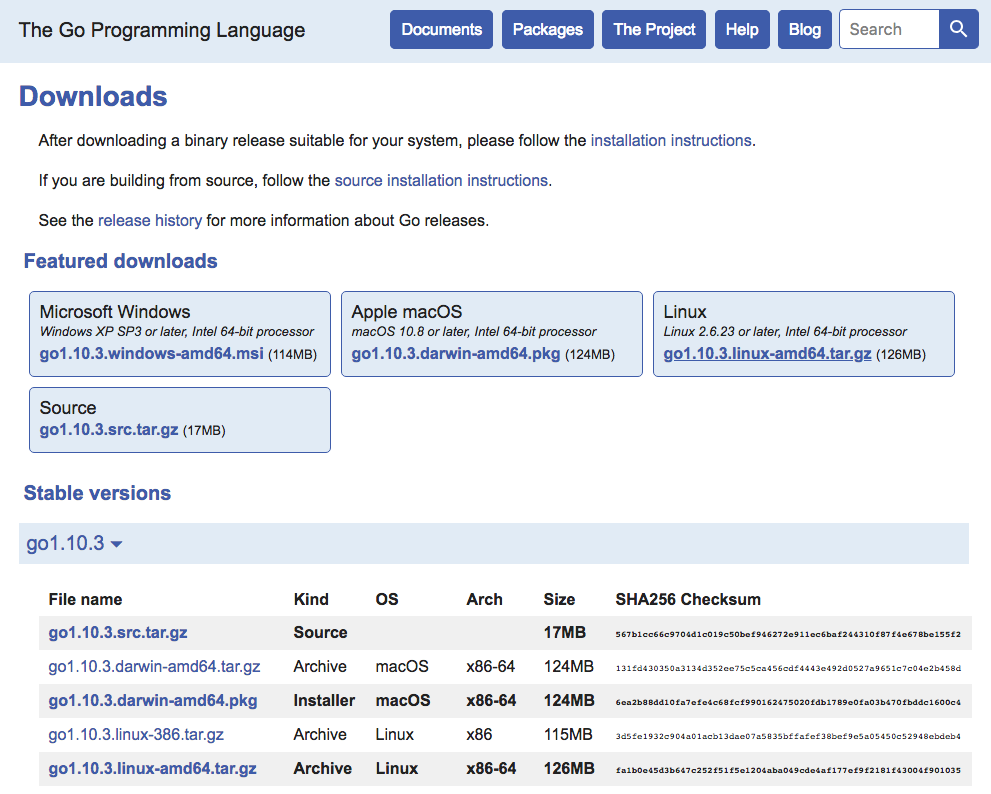 The Go Programming Language
Documents Packages The Project Help Blog Search
Downloads
After downloading a binary release suitable for your system, please follow the installation instructions.
If you are building from source, follow the source installation instructions.
See the release history for more information about Go releases.
Featured downloads
Microsoft Windows
Windows XP SP3 or later, Intel 64-bit processor
go1.10.3.windows-amd64.msi (114MB)
Apple macOS
macOS 10.8 or later, Intel 64-bit processor
go1.10.3.darwin-amd64.pkg (124MB)
Linux
Linux 2.6.23 or later, Intel 64-bit processor
go1.10.3.linux-amd64.tar.gz (126MB)
Source
go1.10.3.src.tar.gz (17MB)
Stable versions
go1.10.3
File name Kind OS Arch Size SHA256 Checksum
go1.10.3.src.tar.gz Source 17MB 567b1cc66c9704d1c019c50bef946272e911ec6baf244310f87f4e678be155f2
go1.10.3.darwin-amd64.tar.gz Archive macOS x86-64 124MB 131fd430350a3134d352ee75c5ca456cdf4443e492d0527a9651c7c04e2b458d
go1.10.3.darwin-amd64.pkg Installer macOS x86-64 124MB 6ea2b88dd10fa7efe4c68fcf990162475020fdb1789e0fa03b470fbddc1600c4
go1.10.3.linux-386.tar.gz Archive Linux x86 115MB 3d5fe1932c904a01acb13dae07a5835bffafef38bef9e5a05450c52948ebdeb4
go1.10.3.linux-amd64.tar.gz Archive Linux x86-64 126MB fa1b0e45d3b647c252f51f5e1204aba049cde4af177ef9f2181f43004f901035